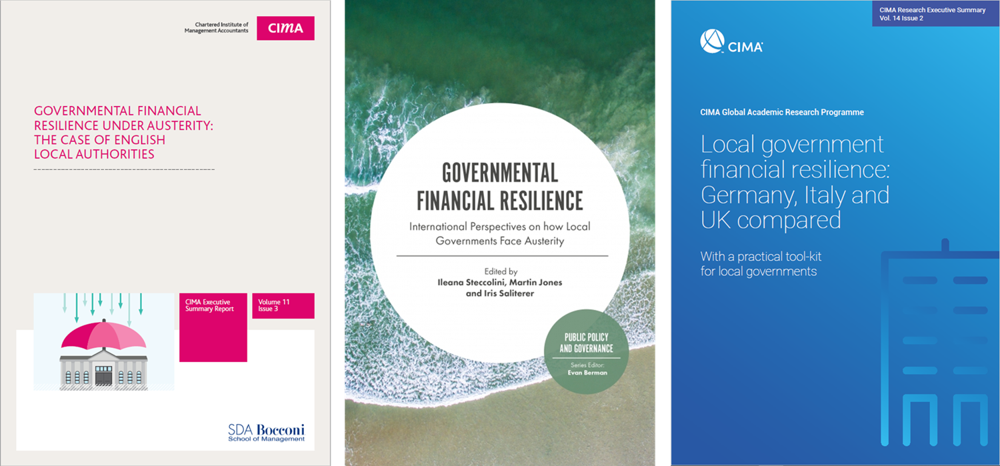 Chartered Institute of
Management Accountants
CIMA
GOVERNMENTAL FINANCIAL
RESILIENCE UNDER AUSTERITY:
THE CASE OF ENGLISH
LOCAL AUTHORITIES
CIMA Executive
Summary Report
Volume 11
Issue 3
SDA Bocconi
School of Management
GOVERNMENTAL
FINANCIAL RESILIENCE
International Perspectives on how Local
Governments Face Austerity
Edited by
Ileana Steccolini, Martin Jones
and Iris Saliterer
PUBLIC POLICY
AND GOVERNANCE
Series Editor:
Evan Berman
CIMA Research Executive Summary
Vol. 14 Issue 2
CIMA
CIMA Global Academic Research Programme
Local government
financial resilience:
Germany, Italy and
UK compared
With a practical tool-kit
for local governments